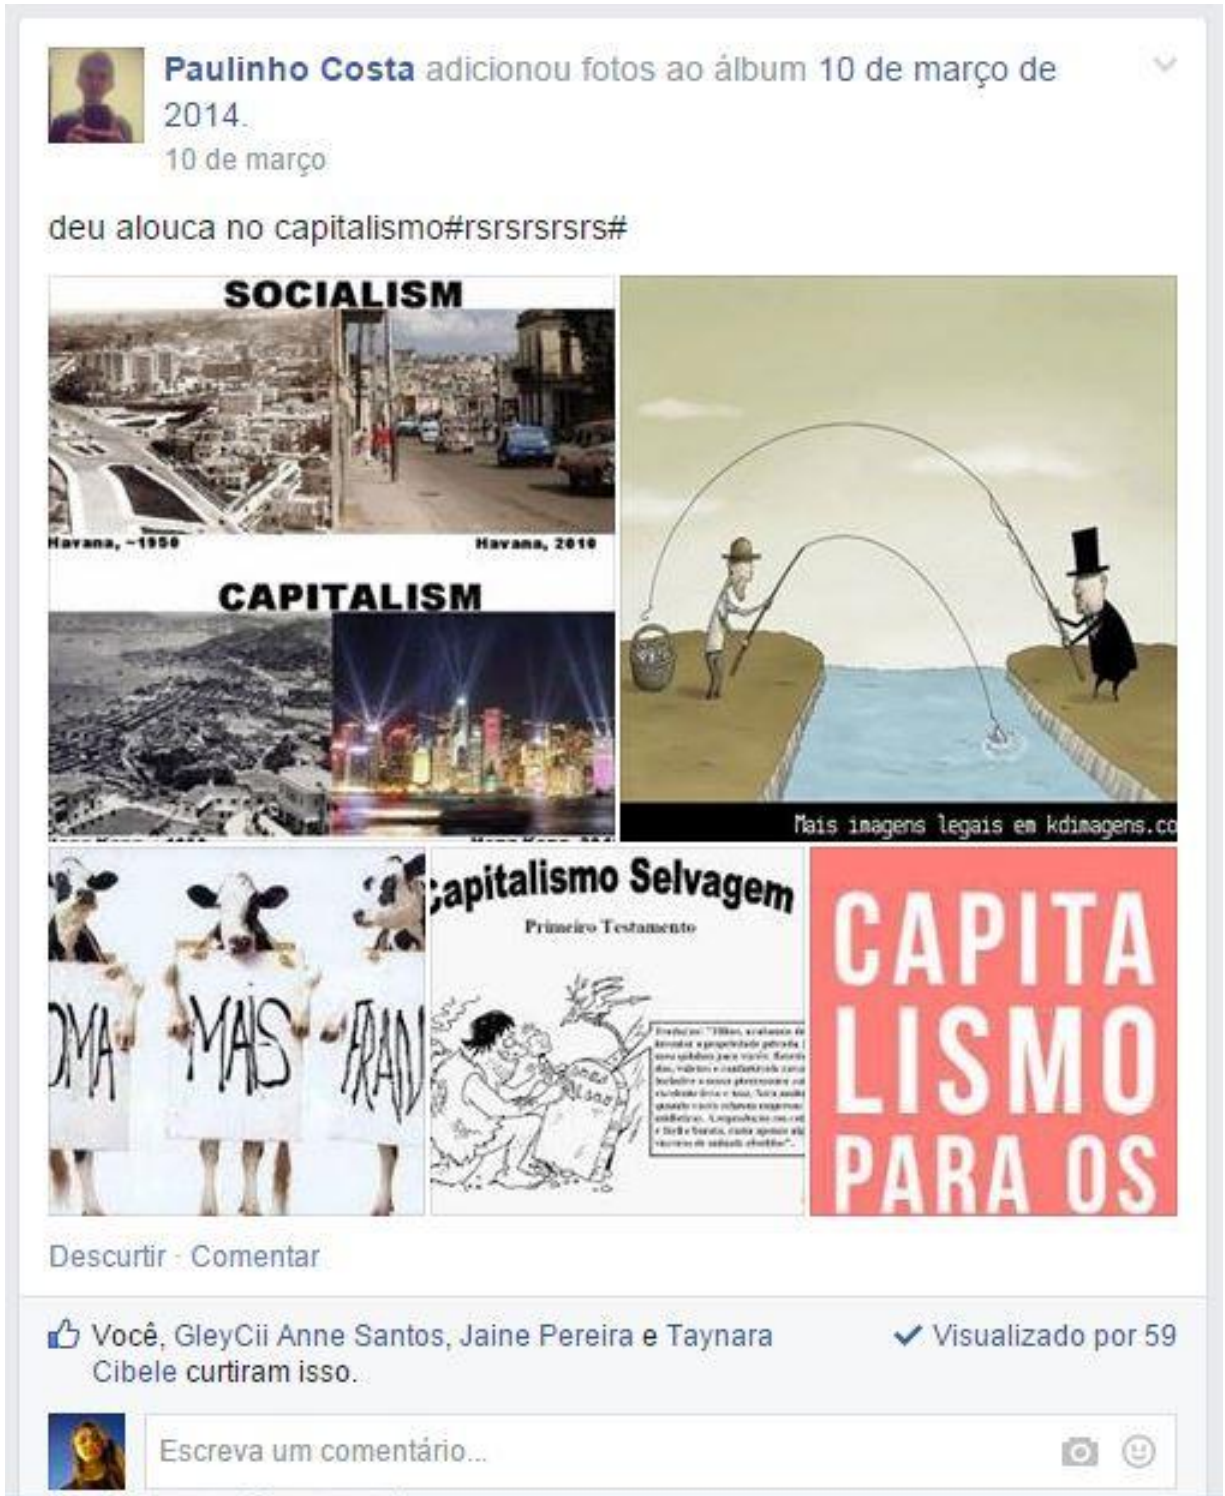 Paulinho Costa adicionou fotos ao álbum 10 de março de
2014.
10 de março
deu alouca no capitalismo#rsrsrsrsrs#
SOCIALISM
Havana, ~1950
Havana, 2010
CAPITALISM
Mais imagens legais em kdimagens.co
OMA
MAIS
FRAN
Capitalismo Selvagem
Primeiro Testamento
CAPITA
LISMO
PARA OS
Descurtir · Comentar
Você, GleyCii Anne Santos, Jaine Pereira e Taynara
Cibele curtiram isso.
Visualizado por 59
Escreva um comentário...